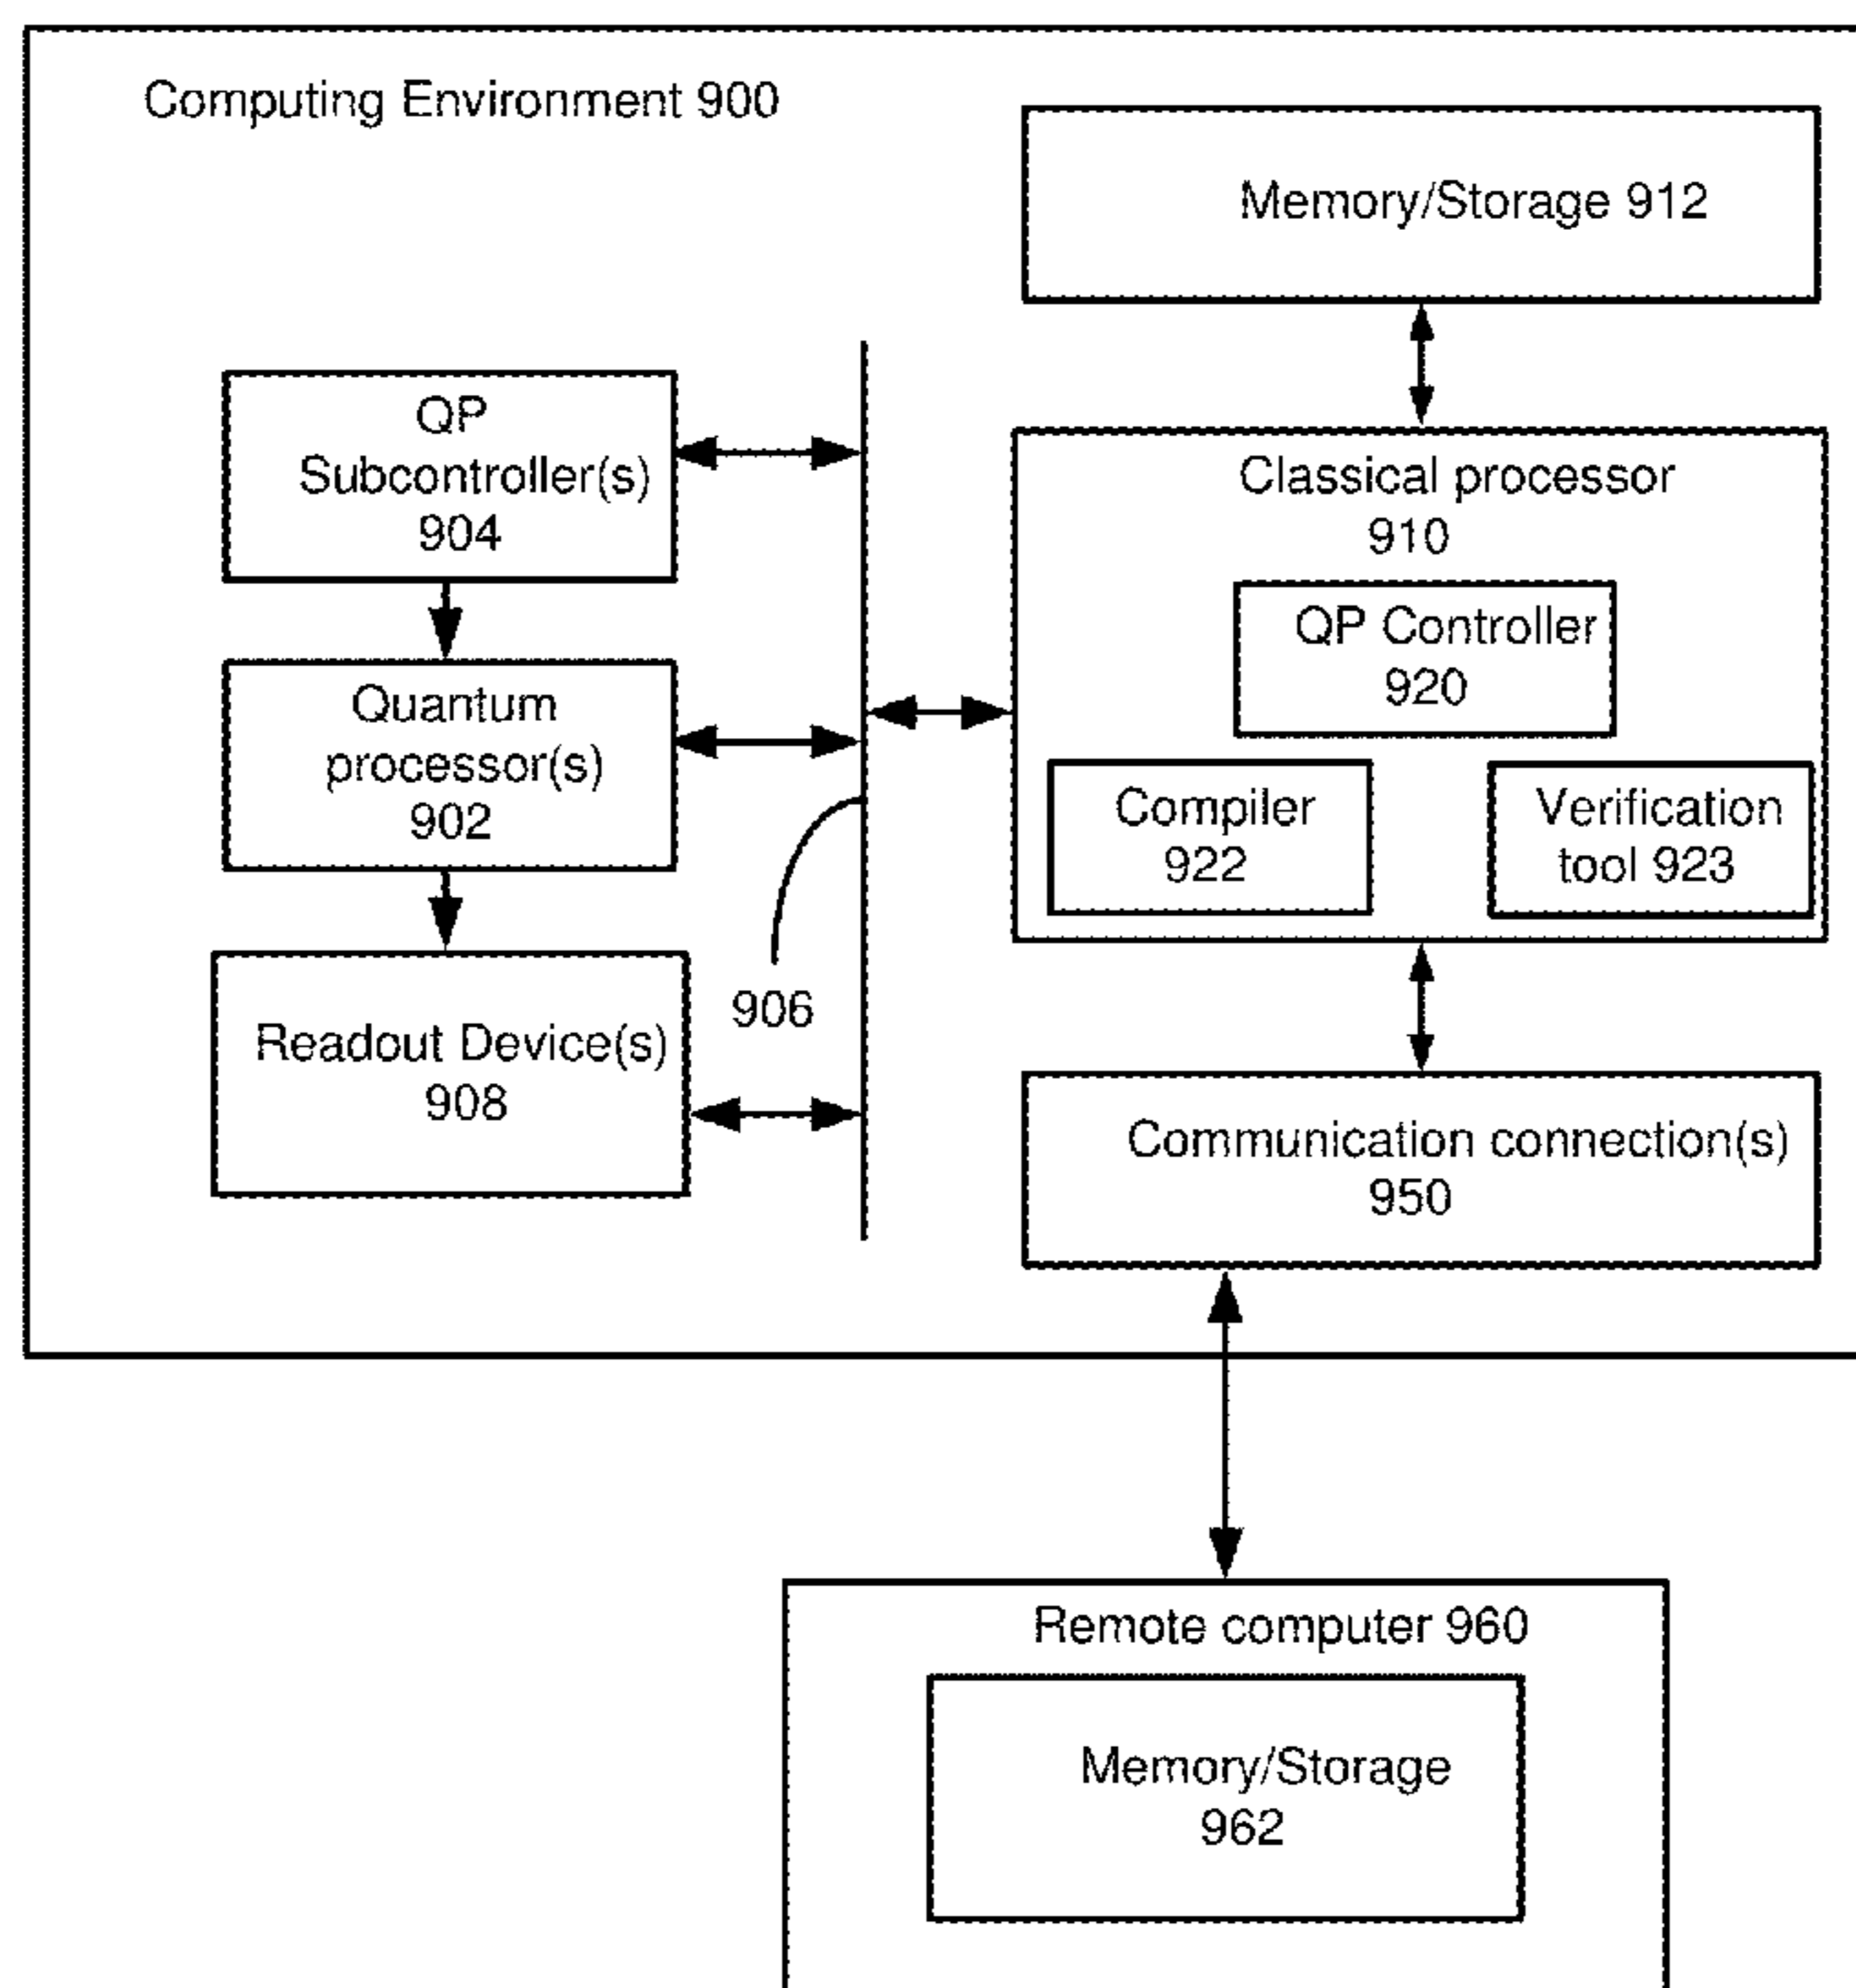 Computing Environment 900
Memory/Storage 912
QP
Subcontroller(s)
904
Classical processor
910
QP Controller
920
Quantum
processor(s)
902
Compiler
922
Verification
tool 923
906
Readout Device(s)
908
Communication connection(s)
950
Remote computer 960
Memory/Storage
962